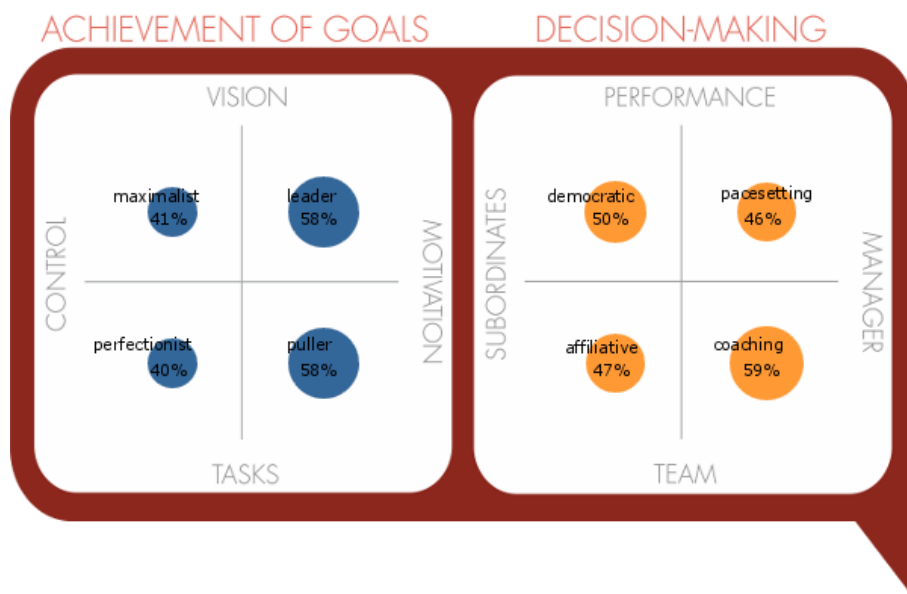 ACHIEVEMENT OF GOALS
DECISION-MAKING
VISION
maximalist
41%
leader
58%
CONTROL
MOTIVATION
perfectionist
40%
puller
58%
TASKS
PERFORMANCE
democratic
50%
pacesetting
46%
SUBORDINATES
MANAGER
affiliative
47%
coaching
59%
TEAM